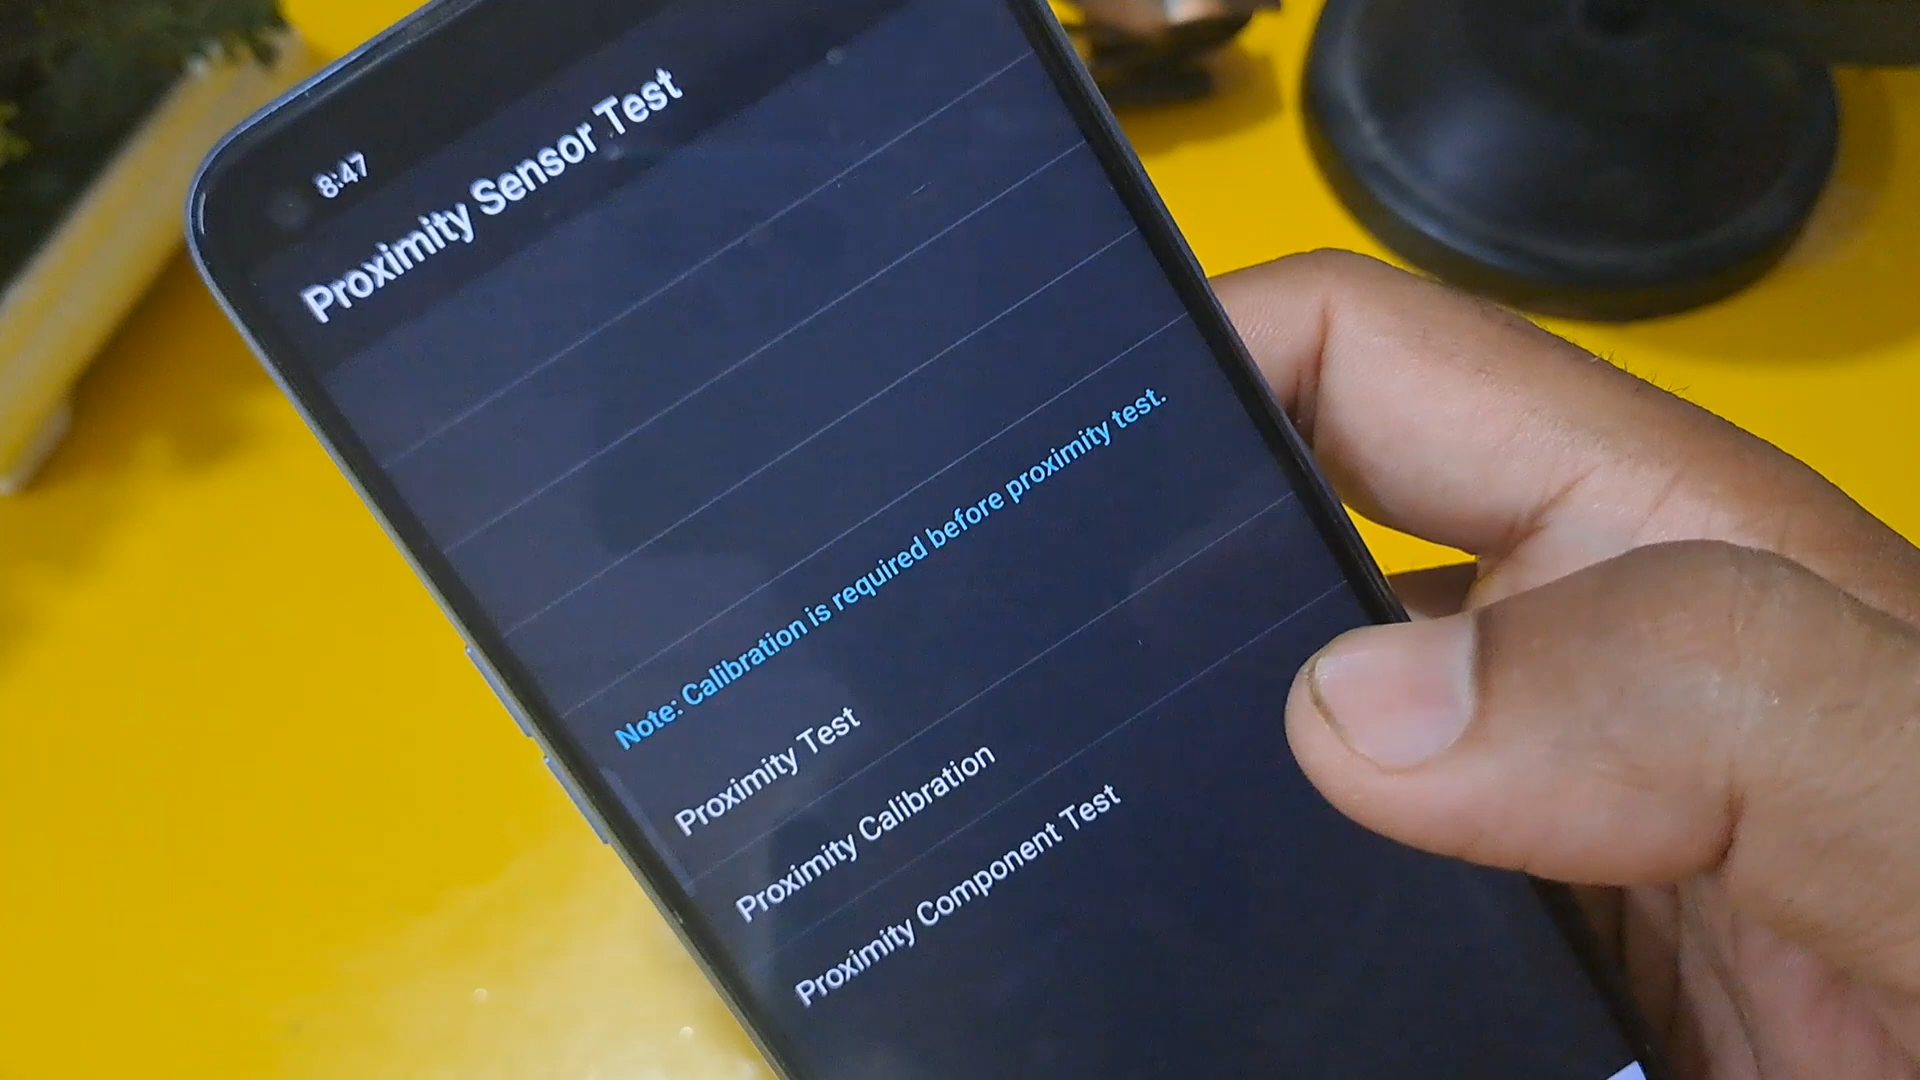 8:47
Proximity Sensor Test
Note: Calibration is required before proximity test.
Proximity Test
Proximity Calibration
Proximity Component Test